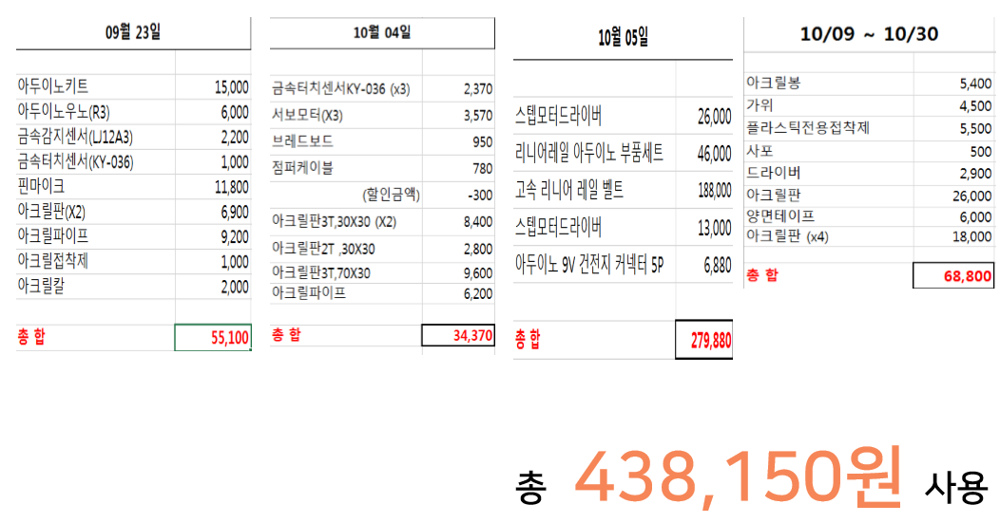 09월 23일
아두이노키트 15,000
아두이노우노(R3) 6,000
금속감지센서(LJ12A3) 2,200
금속터치센서(KY-036) 1,000
핀마이크 11,800
아크릴판(X2) 6,900
아크릴파이프 9,200
아크릴접착제 1,000
아크릴칼 2,000
총 합 55,100
10월 04일
금속터치센서KY-036 (x3) 2,370
서보모터(X3) 3,570
브레드보드 950
점퍼케이블 780
(할인금액) -300
아크릴판3T,30X30 (X2) 8,400
아크릴판2T ,30X30 2,800
아크릴판3T,70X30 9,600
아크릴파이프 6,200
총 합 34,370
10월 05일
스텝모터드라이버 26,000
리니어레일 아두이노 부품세트 46,000
고속 리니어 레일 벨트 188,000
스텝모터드라이버 13,000
아두이노 9V 건전지 커넥터 5P 6,880
총 합 279,880
10/09 ~ 10/30
아크릴봉 5,400
가위 4,500
플라스틱전용접착제 5,500
사포 500
드라이버 2,900
아크릴판 26,000
양면테이프 6,000
아크릴판 (x4) 18,000
총 합 68,800
총 438,150원 사용